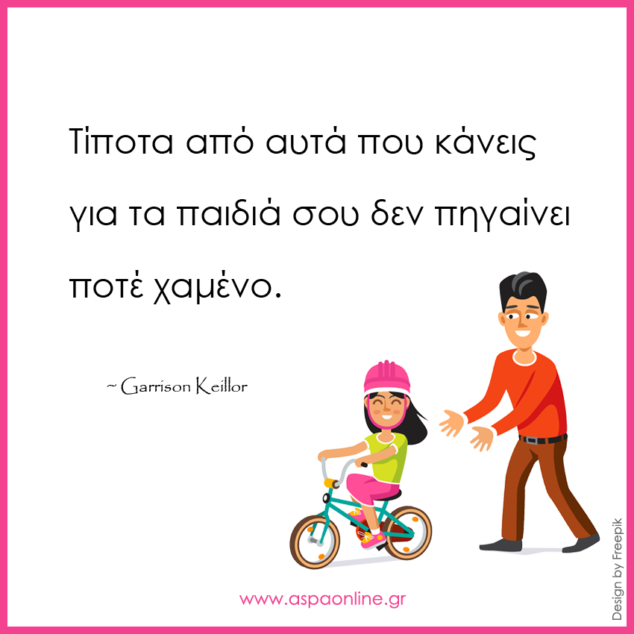 Τίποτα από αυτά που κάνεις
για τα παιδιά σου δεν πηγαίνει
ποτέ χαμένο.
~ Garrison Keillor
www.aspaonline.gr
Design by Freepik